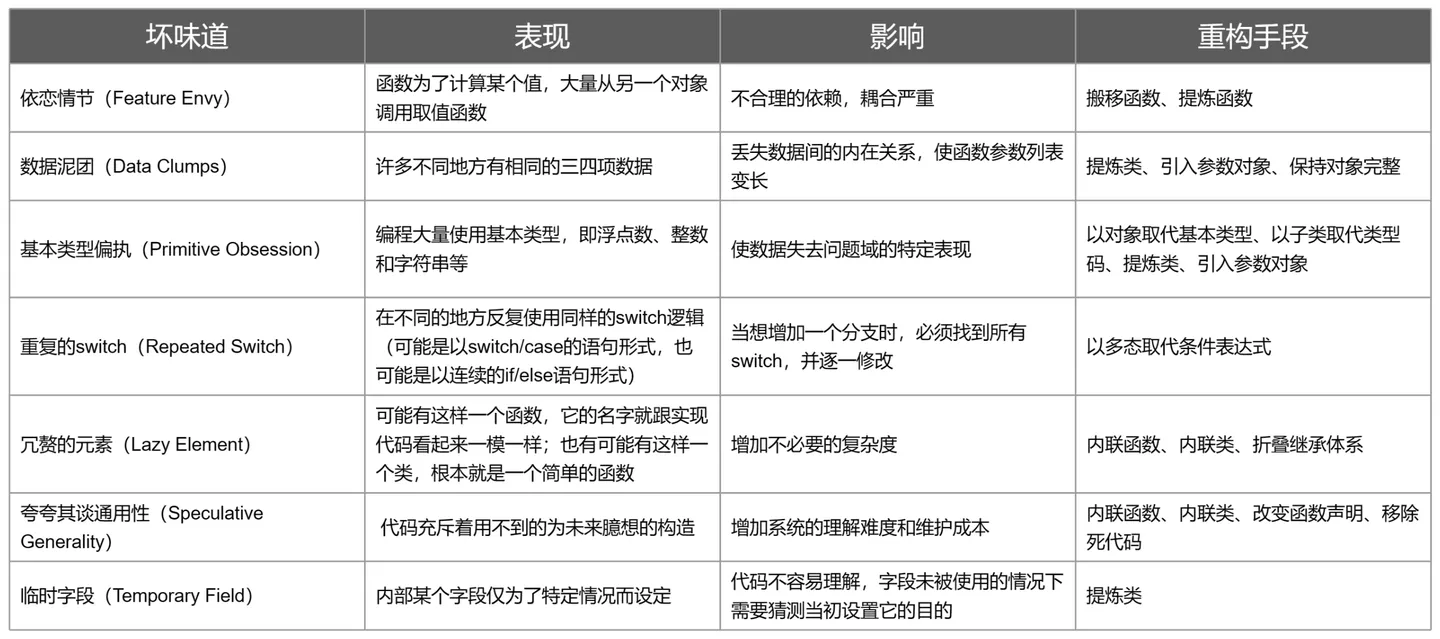 坏味道
表现
影响
重构手段
依恋情节（Feature Envy）
函数为了计算某个值，大量从另一个对象
调用取值函数
不合理的依赖，耦合严重
搬移函数、提炼函数
数据泥团（Data Clumps）
许多不同地方有相同的三四项数据
丢失数据间的内在关系，使函数参数列表
变长
提炼类、引入参数对象、保持对象完整
基本类型偏执（Primitive Obsession）
编程大量使用基本类型，即浮点数、整数
和字符串等
使数据失去问题域的特定表现
以对象取代基本类型、以子类取代类型
码、提炼类、引入参数对象
重复的switch（Repeated Switch）
在不同的地方反复使用同样的switch逻辑
（可能是以switch/case的语句形式，也
可能是以连续的if/else语句形式）
当想增加一个分支时，必须找到所有
switch，并逐一修改
以多态取代条件表达式
冗赘的元素（Lazy Element）
可能有这样一个函数，它的名字就跟实现
代码看起来一模一样；也有可能有这样一
个类，根本就是一个简单的函数
增加不必要的复杂度
内联函数、内联类、折叠继承体系
夸夸其谈通用性（Speculative
Generality）
代码充斥着用不到的为未来臆想的构造
增加系统的理解难度和维护成本
内联函数、内联类、改变函数声明、移除
死代码
临时字段（Temporary Field）
内部某个字段仅为了特定情况而设定
代码不容易理解，字段未被使用的情况下
需要猜测当初设置它的目的
提炼类